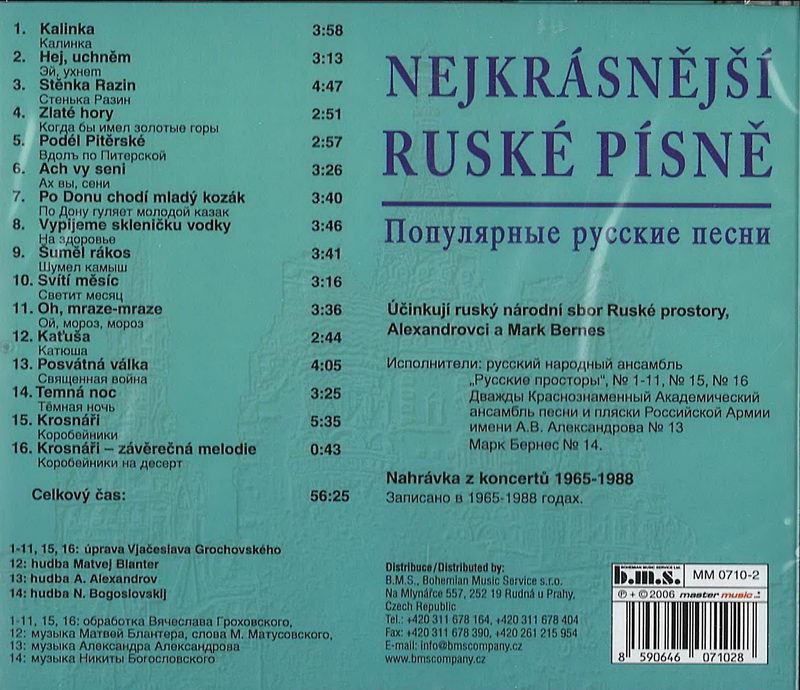 1. Kalinka 3:58
Калинка
2. Hej, uchněm 3:13
Эй, ухнет
3. Stěnka Razin 4:47
Стенька Разин
4. Zlaté hory 2:51
Когда бы имел золотые горы
5. Poděl Pitěrské 2:57
Вдоль по Питерской
6. Ach vy seni 3:26
Ах вы, сени
7. Po Donu chodí mladý kozák 3:40
По Дону гуляет молодой казак
8. Vypijeme skleničku vodky 3:46
На здоровье
9. Šuměl rákos 3:41
Шумел камыш
10. Svítí měsíc 3:16
Светит месяц
11. Oh, mraze-mraze 3:36
Ой, мороз, мороз
12. Kaťuša 2:44
Катюша
13. Posvátná válka 4:05
Священная война
14. Temná noc 3:25
Тёмная ночь
15. Krosnáři 5:35
Коробейники
16. Krosnáři – závěrečná melodie 0:43
Коробейники на десерт
Celkový čas: 56:25
1-11, 15, 16: úprava Vjačeslava Grochovského
12: hudba Matvej Blanter
13: hudba A. Alexandrov
14: hudba N. Bogoslovskij
1-11, 15, 16: обработка Вячеслава Гроховского,
12: музыка Матвей Блантера, слова М. Матусовского,
13: музыка Александра Александрова
14: музыка Никиты Богословского
NEJKRÁSNĚJŠÍ
RUSKÉ PÍSNĚ
Популярные русские песни
Účinkují ruský národní sbor Ruské prostory,
Alexandrovci a Mark Bernes
Исполнители: русский народный ансамбль
„Русские просторы", № 1-11, № 15, № 16
Дважды Краснознаменный Академический
ансамбль песни и пляски Российской Армии
имени А.В. Александрова № 13
Марк Бернес № 14.
Nahrávka z koncertů 1965-1988
Записано в 1965-1988 годах.
Distribuce/Distributed by:
B.M.S., Bohemian Music Service s.r.o.
Na Mlynářce 557, 252 19 Rudná u Prahy,
Czech Republic
Tel.: +420 311 678 164, +420 311 678 404
Fax: +420 311 678 390, +420 261 215 954
E-mail: info@bmscompany.cz
www.bmscompany.cz
BOHEMIAN MUSIC SERVICE Ltd.
b.m.s. MM 0710-2
℗ + © 2006 master music
8 590646 071028